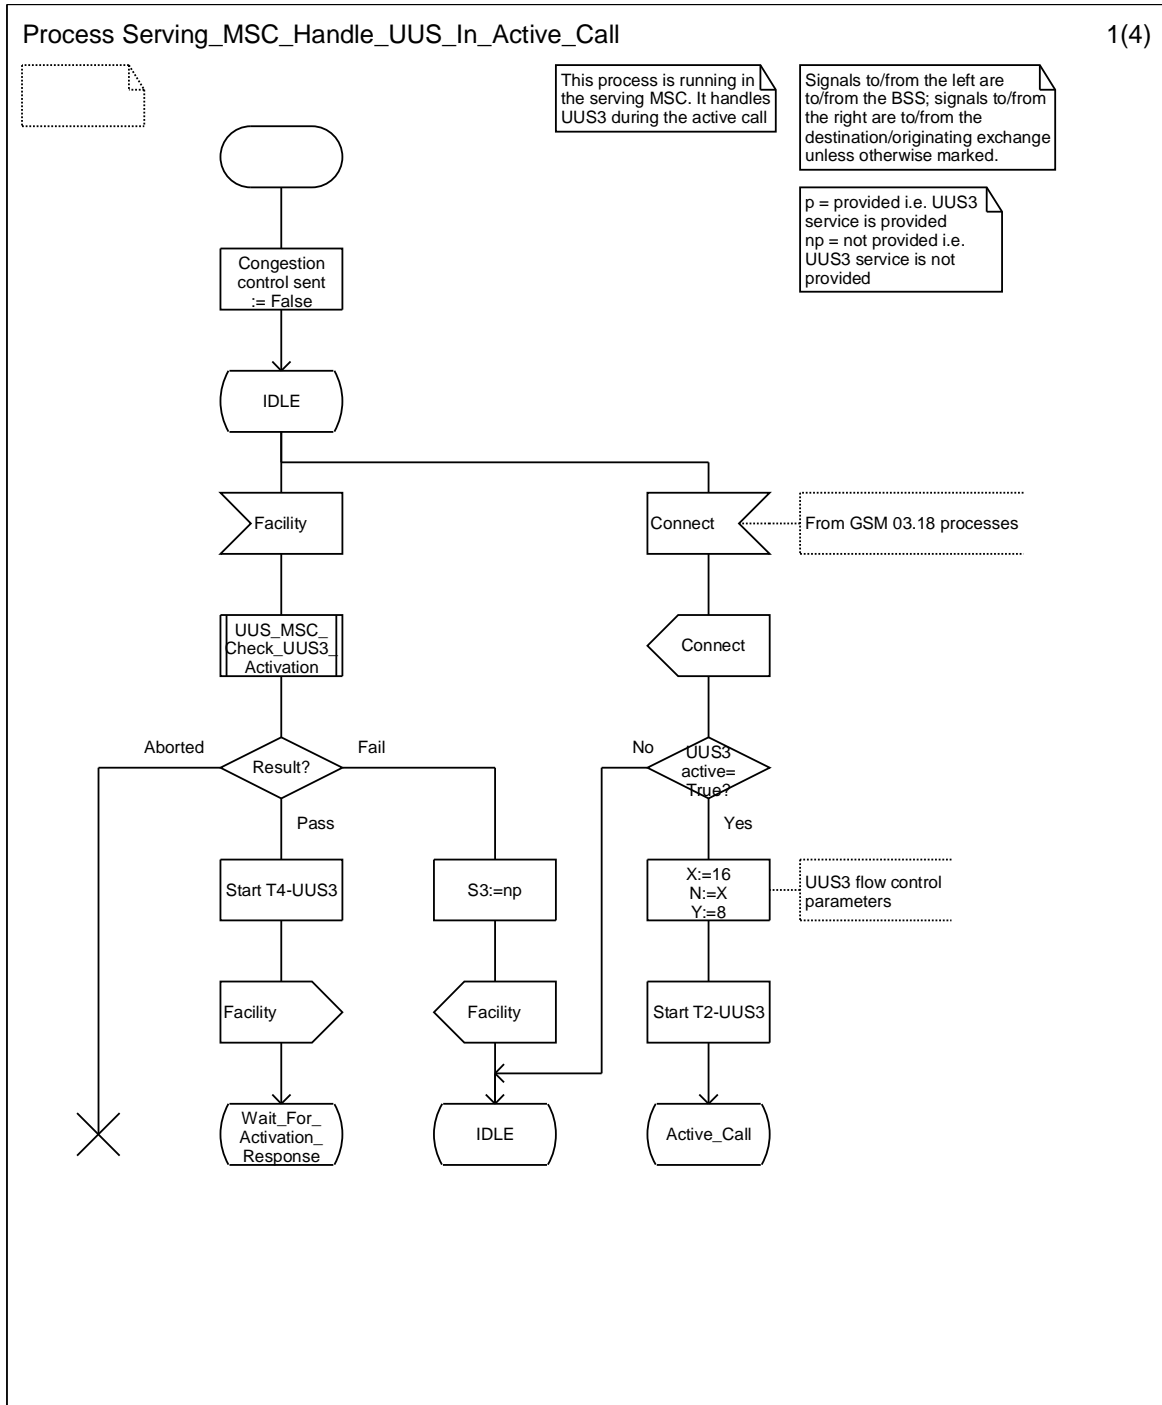 Process Serving_MSC_Handle_UUS_In_Active_Call
1(4)
This process is running in
the serving MSC. It handles
UUS3 during the active call
Signals to/from the left are
to/from the BSS; signals to/from
the right are to/from the
destination/originating exchange
unless otherwise marked.
p = provided i.e. UUS3
service is provided
np = not provided i.e.
UUS3 service is not
provided
Congestion
control sent
:= False
IDLE
Facility
Connect
From GSM 03.18 processes
UUS_MSC_
Check_UUS3_
Activation
Connect
Aborted
Result?
Fail
Pass
No
UUS3
active=
True?
Yes
Start T4-UUS3
S3:=np
X:=16
N:=X
Y:=8
UUS3 flow control
parameters
Facility
Facility
Start T2-UUS3
Wait_For_
Activation_
Response
IDLE
Active_Call